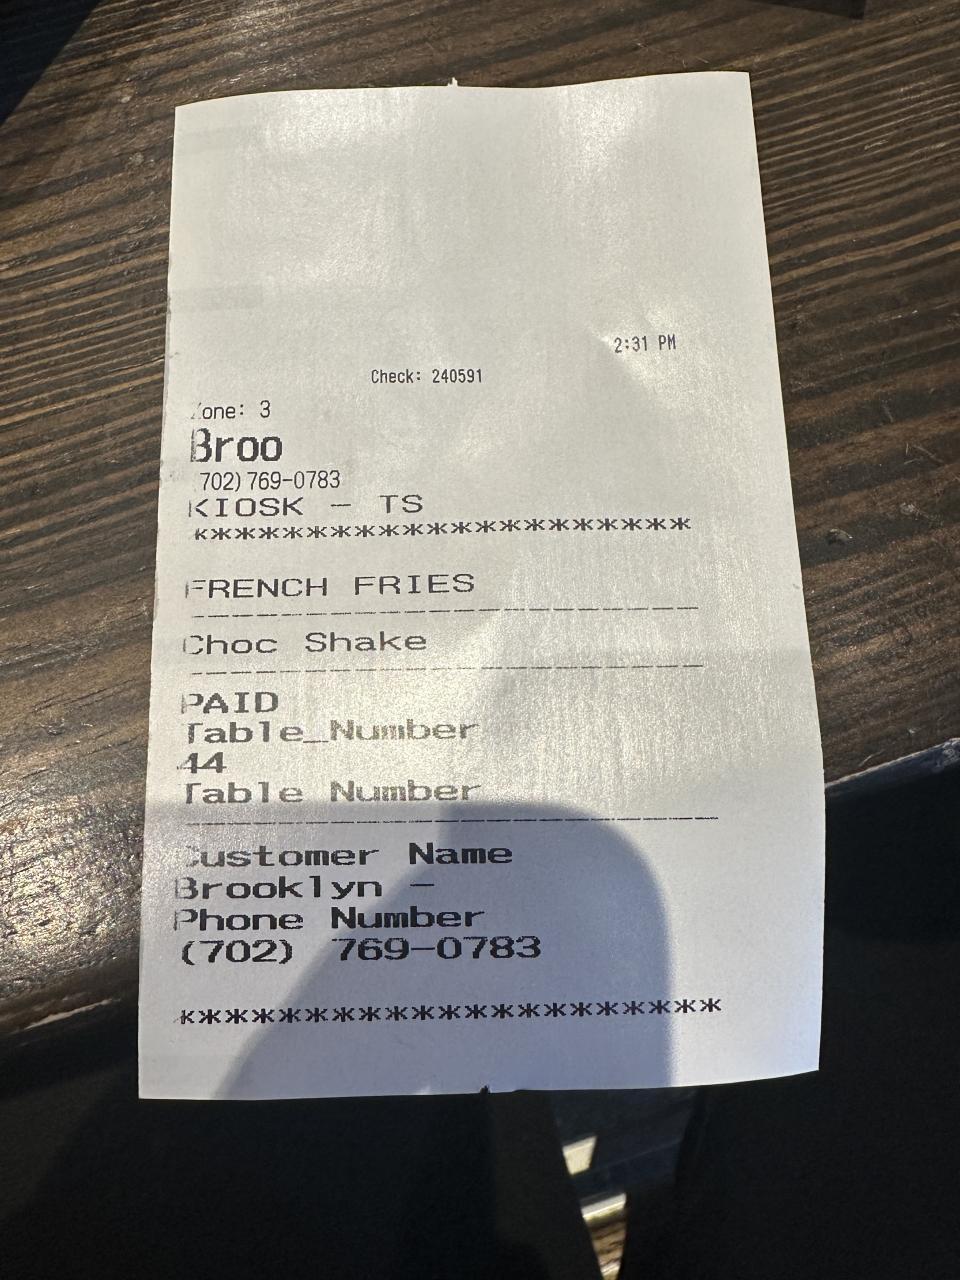 2:31 PM
Check: 240591
Zone: 3
Broo
(702)769-0783
KIOSK - TS
********************
FRENCH FRIES
Choc Shake
PAID
Table_Number
44
Table Number
Customer Name
Brooklyn -
Phone Number
(702) 769-0783
********************